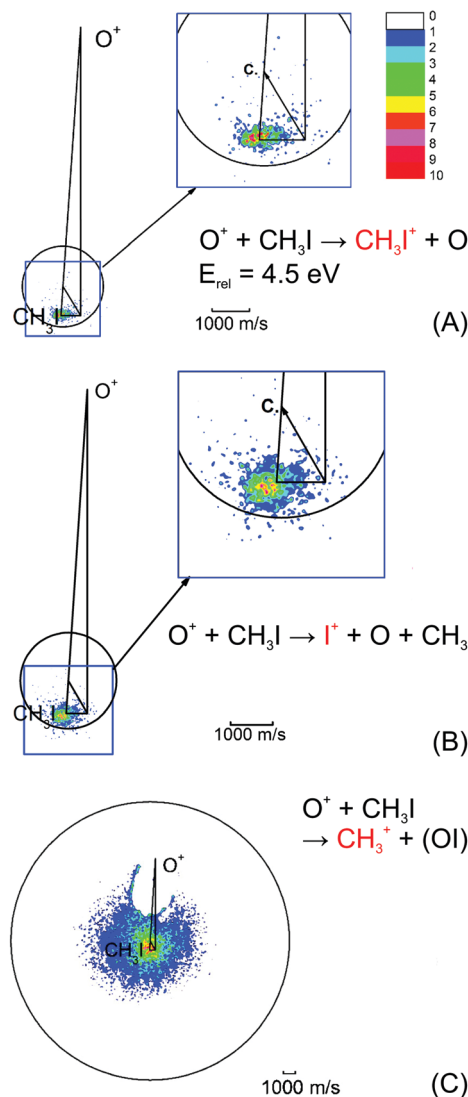 O⁺
C.
0
1
2
3
4
5
6
7
8
9
10
O⁺ + CH₃I → CH₃I⁺ + O
E_rel = 4.5 eV
CH₃I
1000 m/s
(A)
O⁺
C.
O⁺ + CH₃I → I⁺ + O + CH₃
CH₃I
1000 m/s
(B)
O⁺ + CH₃I
→ CH₃⁺ + (OI)
O⁺
CH₃I
1000 m/s
(C)